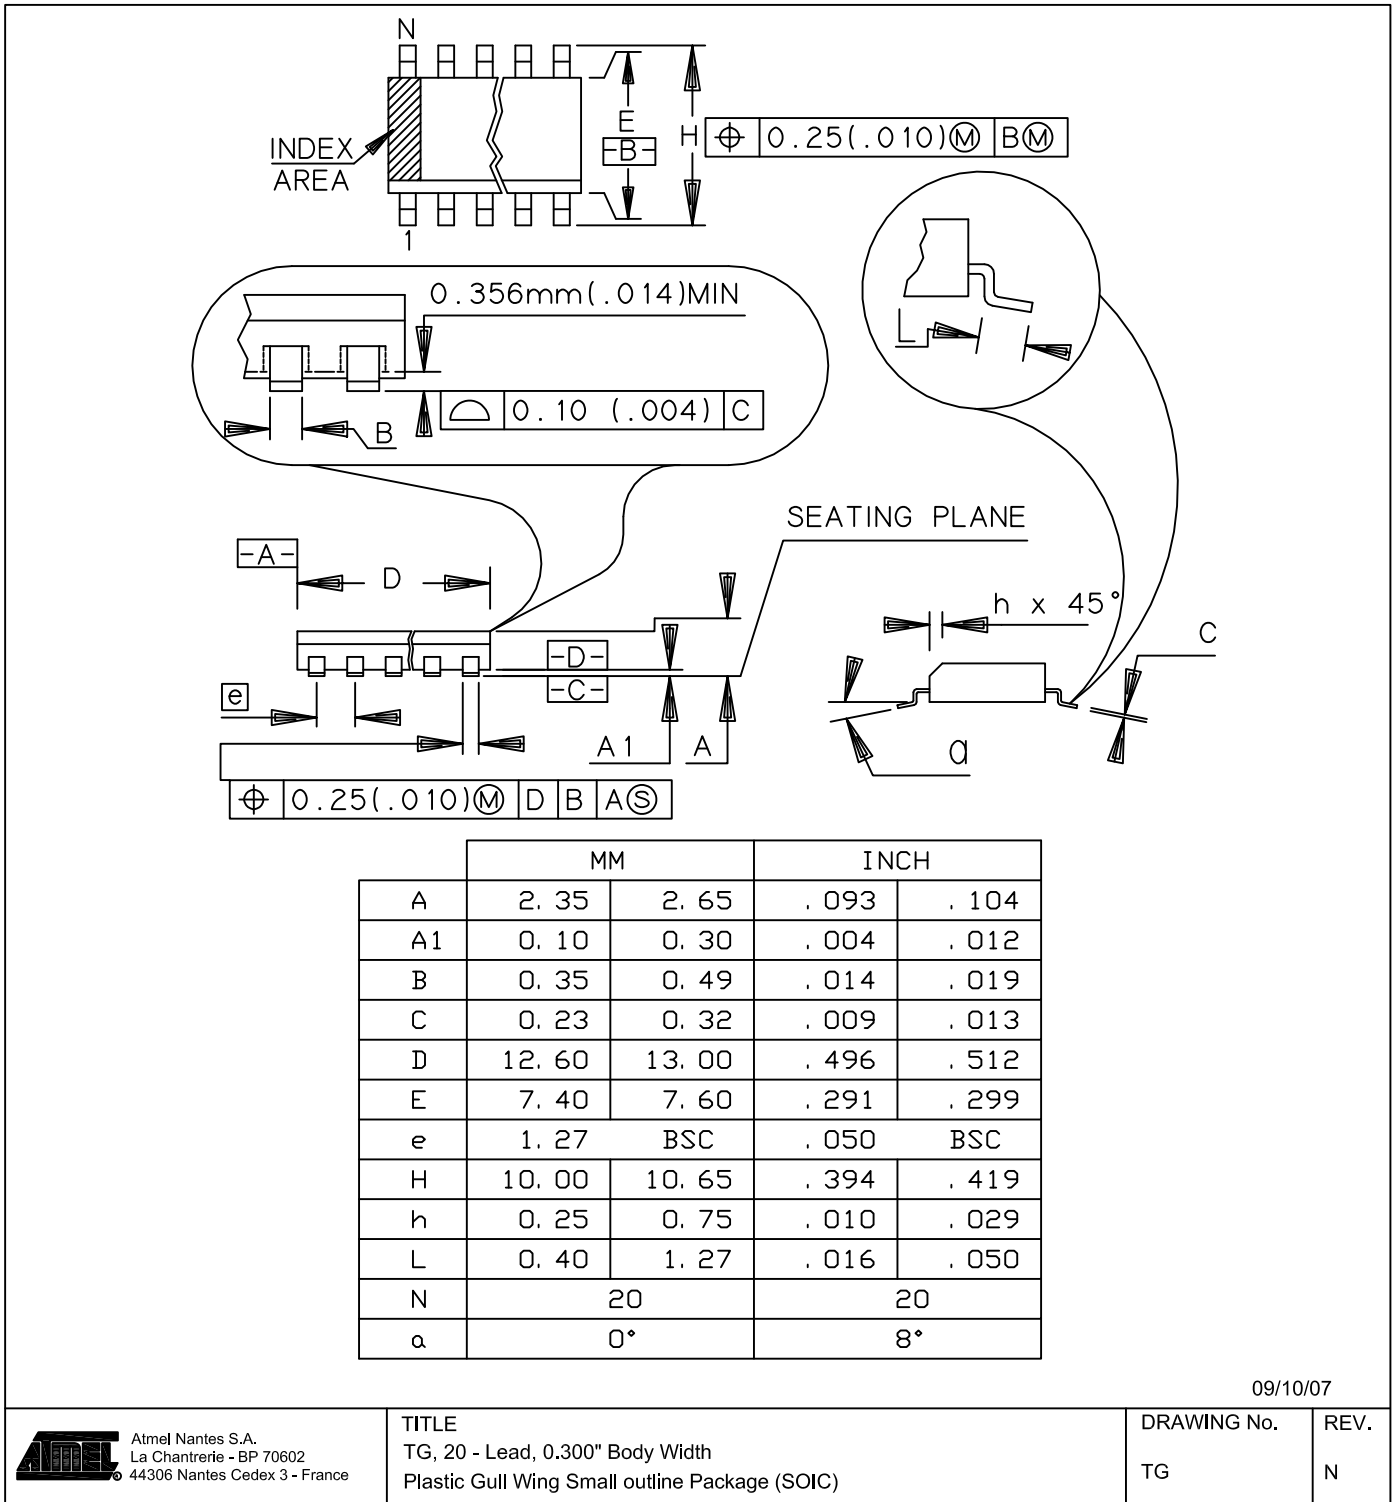 N
INDEX
AREA
1
E
-B-
H
0.25(.010)Ⓜ B Ⓜ
0.356mm(.014)MIN
L
0.10 (.004) C
B
SEATING PLANE
-A-
D
h x 45°
C
-D-
-C-
e
A1
A
a
0.25(.010)Ⓜ D B AⓈ
MM INCH
A 2.35 2.65 .093 .104
A1 0.10 0.30 .004 .012
B 0.35 0.49 .014 .019
C 0.23 0.32 .009 .013
D 12.60 13.00 .496 .512
E 7.40 7.60 .291 .299
e 1.27 BSC .050 BSC
H 10.00 10.65 .394 .419
h 0.25 0.75 .010 .029
L 0.40 1.27 .016 .050
N 20 20
a 0° 8°
09/10/07
ATMEL
Atmel Nantes S.A.
La Chantrerie - BP 70602
44306 Nantes Cedex 3 - France
TITLE
TG, 20 - Lead, 0.300" Body Width
Plastic Gull Wing Small outline Package (SOIC)
DRAWING No.
TG
REV.
N